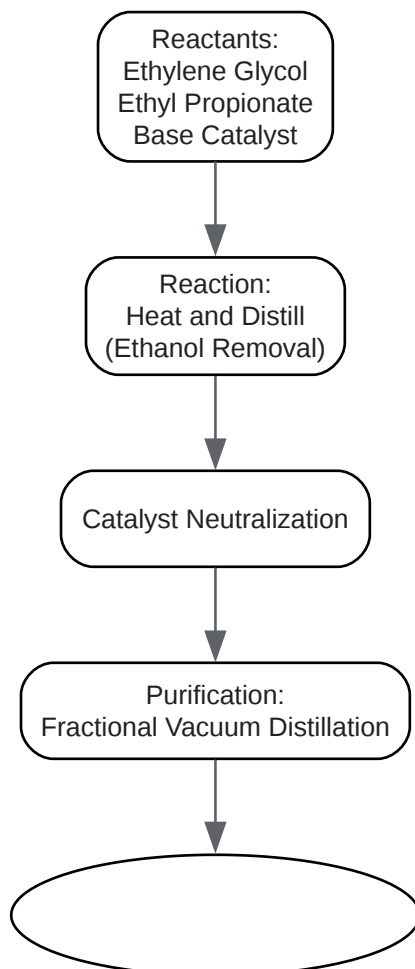 Reactants:
Ethylene Glycol
Ethyl Propionate
Base Catalyst
Reaction:
Heat and Distill
(Ethanol Removal)
Catalyst Neutralization
Purification:
Fractional Vacuum Distillation